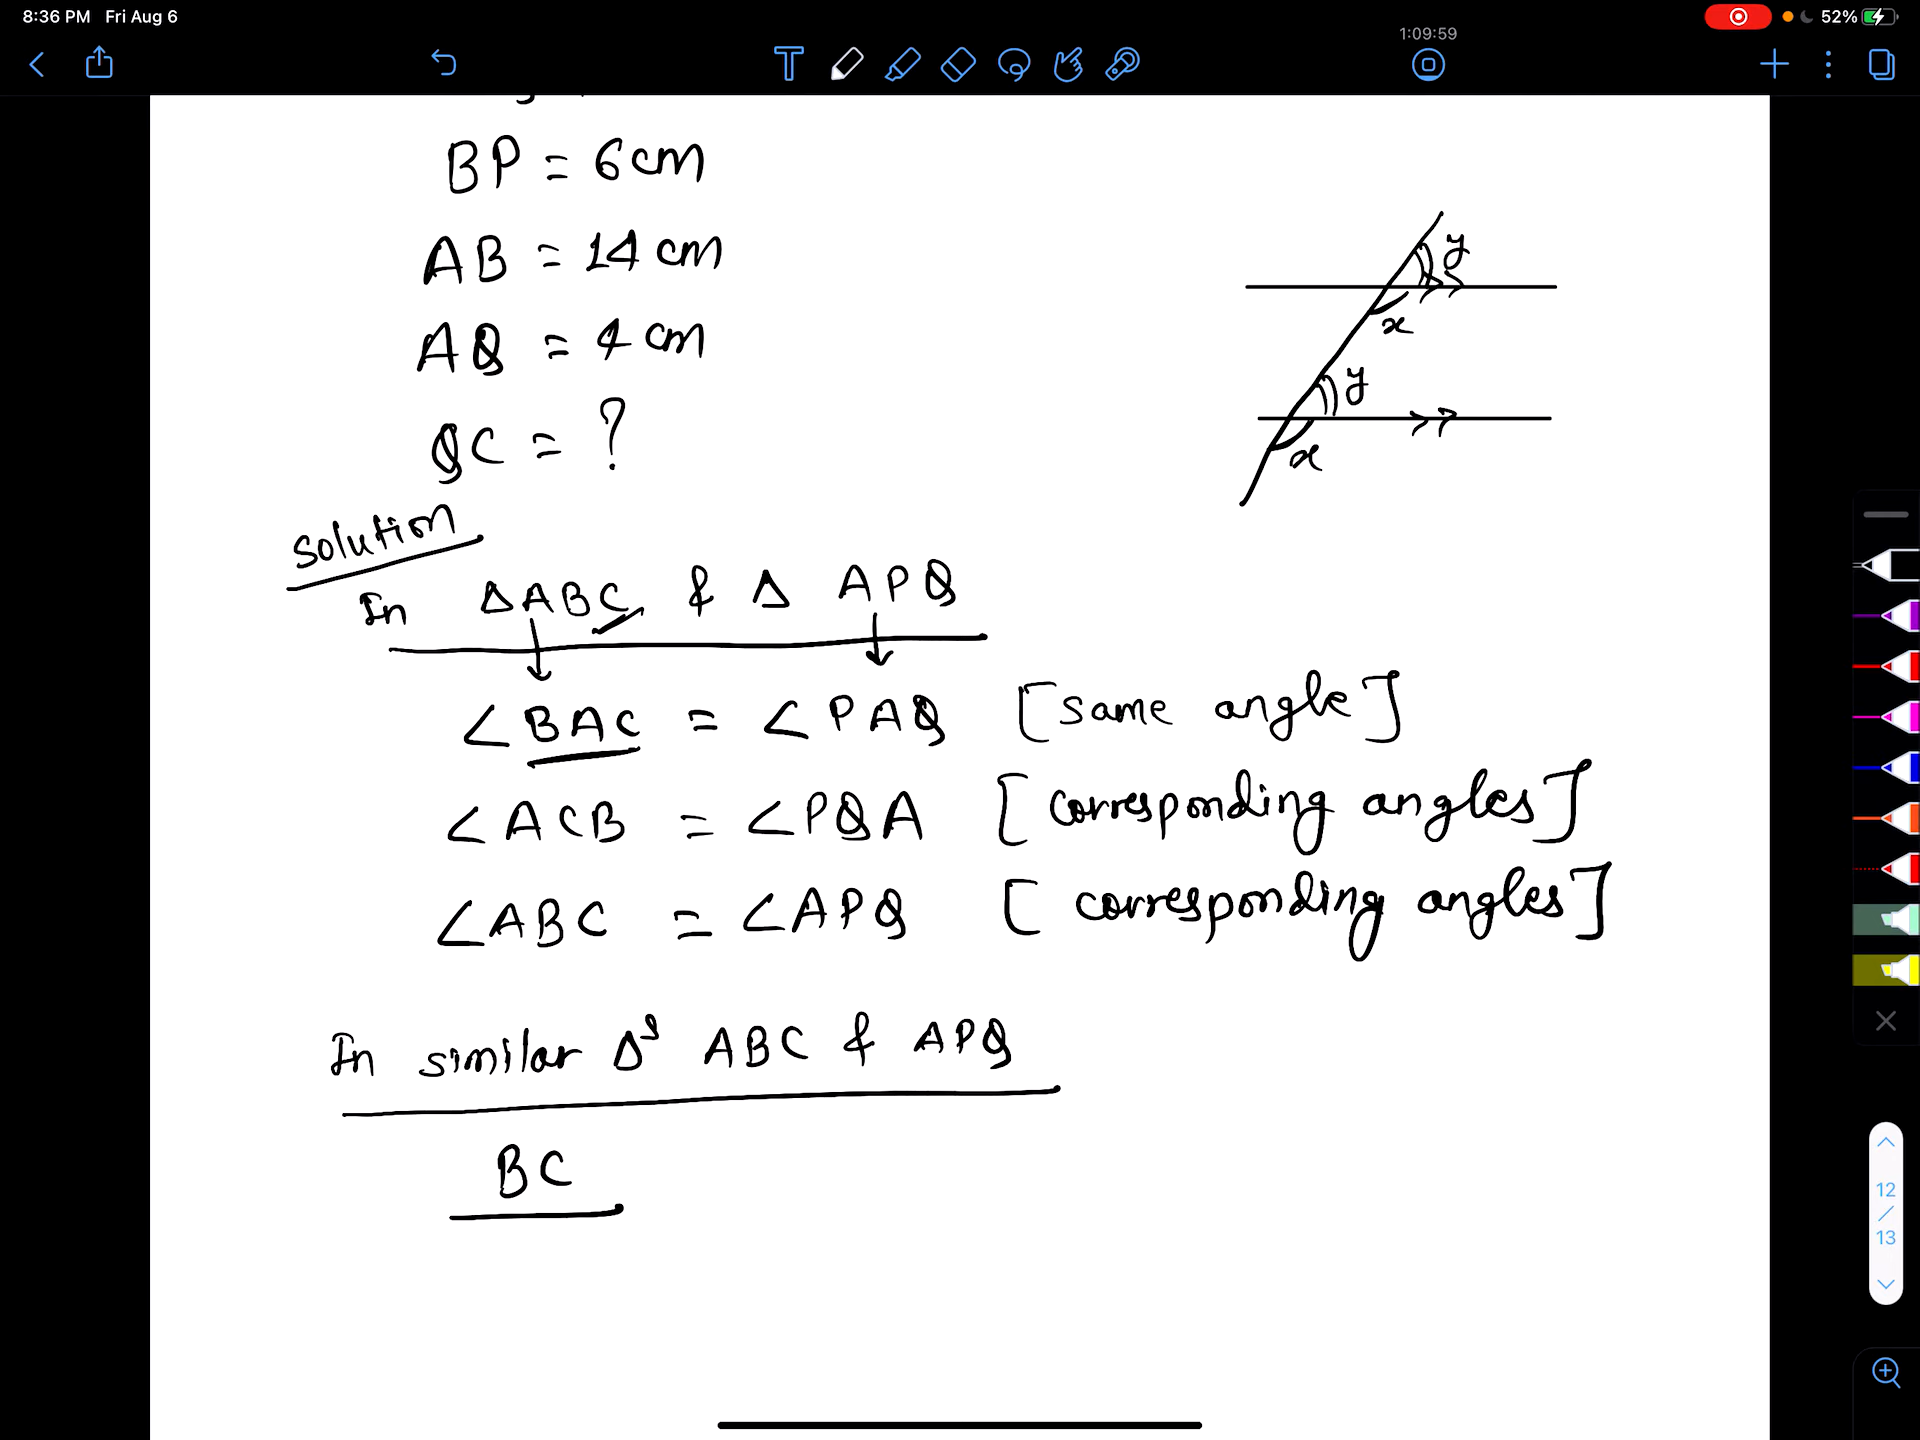 8:36 PM Fri Aug 6
52%
1:09:59
BP = 6 cm
AB = 14 cm
AQ = 4 cm
QC = ?
y
x
y
x
Solution
In ΔABC & Δ APQ
∠BAC = ∠PAQ [same angle]
∠ACB = ∠PQA [corresponding angles]
∠ABC = ∠APQ [corresponding angles]
In similar Δs ABC & APQ
BC
12
/
13